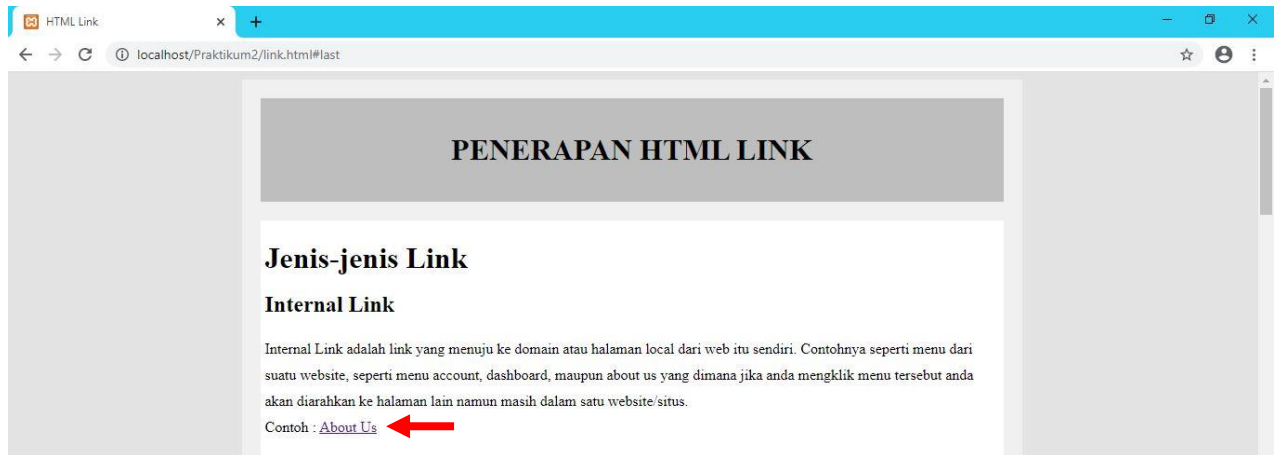 HTML Link
localhost/Praktikum2/link.html#last
PENERAPAN HTML LINK
Jenis-jenis Link
Internal Link
Internal Link adalah link yang menuju ke domain atau halaman local dari web itu sendiri. Contohnya seperti menu dari
suatu website, seperti menu account, dashboard, maupun about us yang dimana jika anda mengklik menu tersebut anda
akan diarahkan ke halaman lain namun masih dalam satu website/situs.
Contoh : About Us